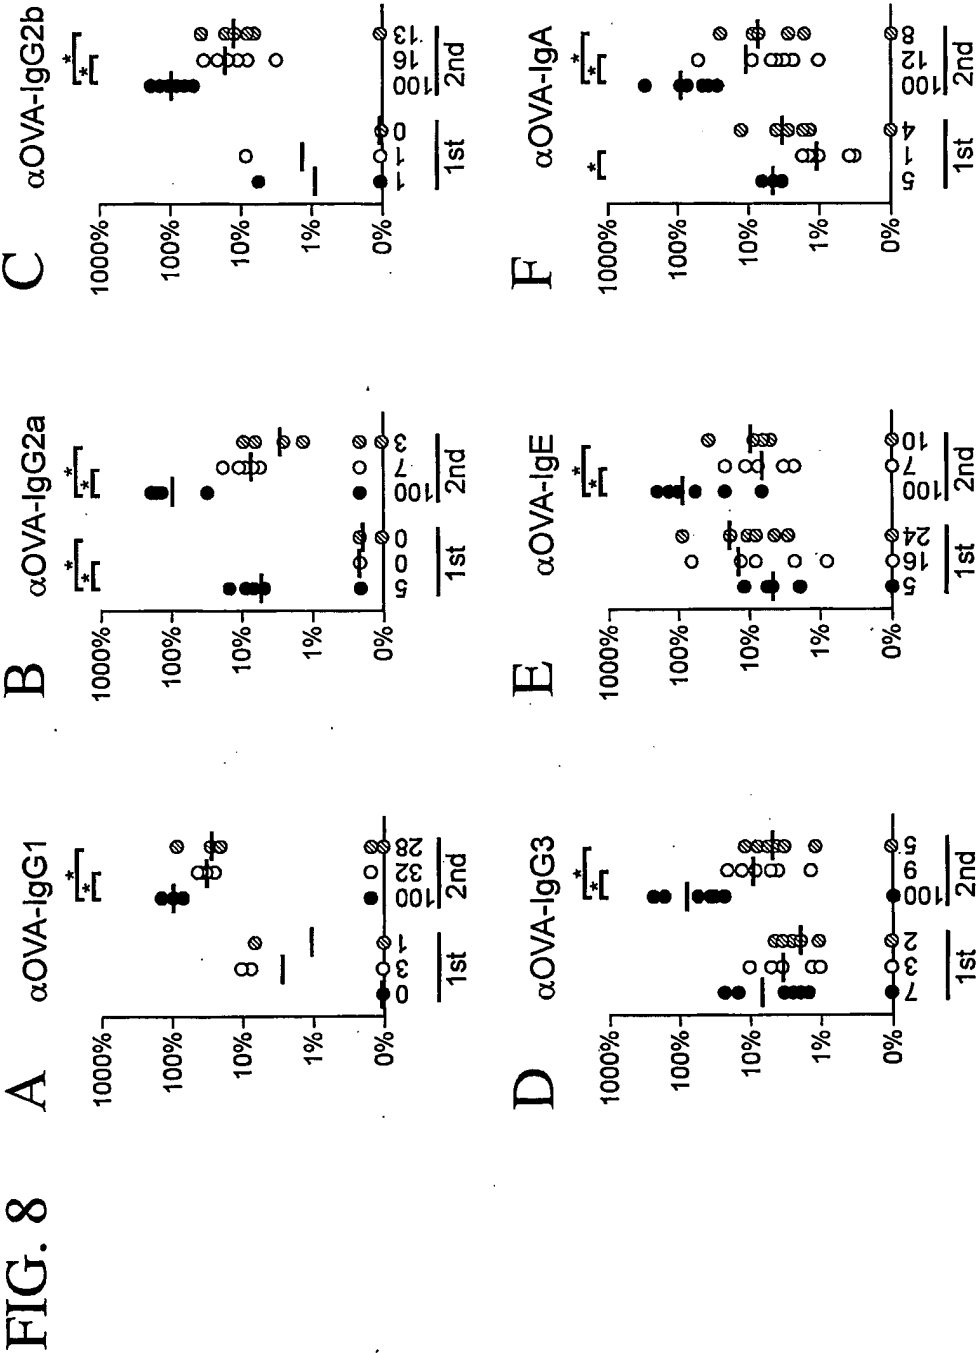 FIG. 8
A
αOVA-IgG1
1000%
100%
10%
1%
0%
0 3 1 100 32 28
1st 2nd
* *
B
αOVA-IgG2a
1000%
100%
10%
1%
0%
5 0 0 100 7 3
1st 2nd
* * * *
C
αOVA-IgG2b
1000%
100%
10%
1%
0%
1 1 0 100 16 13
1st 2nd
* *
D
αOVA-IgG3
1000%
100%
10%
1%
0%
7 3 2 100 9 5
1st 2nd
* *
E
αOVA-IgE
1000%
100%
10%
1%
0%
5 16 24 100 7 10
1st 2nd
* *
F
αOVA-IgA
1000%
100%
10%
1%
0%
5 1 4 100 12 8
1st 2nd
* * *